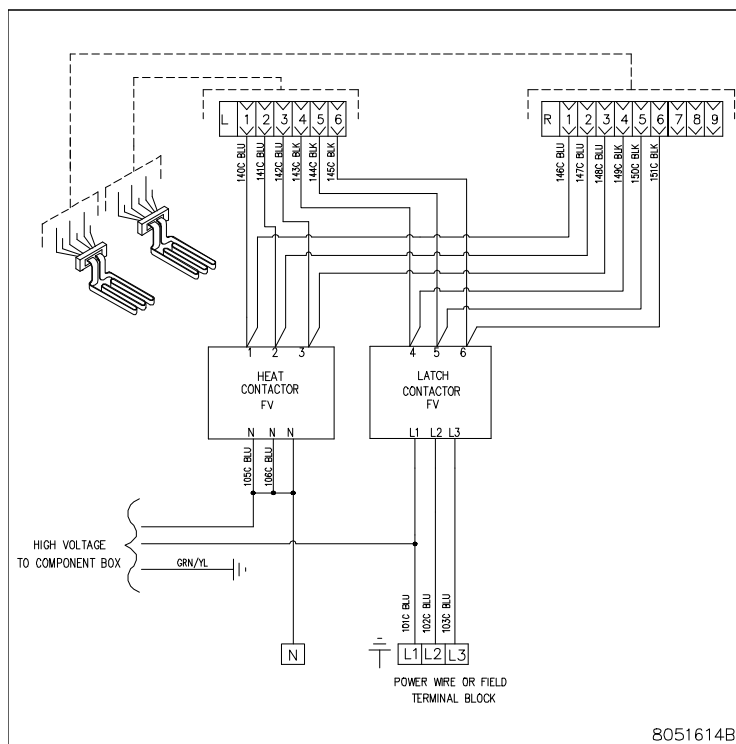 L 1 2 3 4 5 6
R 1 2 3 4 5 6 7 8 9
140C BLU
141C BLU
142C BLU
143C BLK
144C BLK
145C BLK
146C BLU
147C BLU
148C BLU
149C BLK
150C BLK
151C BLK
1 2 3
HEAT
CONTACTOR
FV
N N N
4 5 6
LATCH
CONTACTOR
FV
L1 L2 L3
105C BLU
106C BLU
HIGH VOLTAGE
TO COMPONENT BOX
GRN/YL
101C BLU
102C BLU
103C BLU
N
L1 L2 L3
POWER WIRE OR FIELD
TERMINAL BLOCK
8051614B